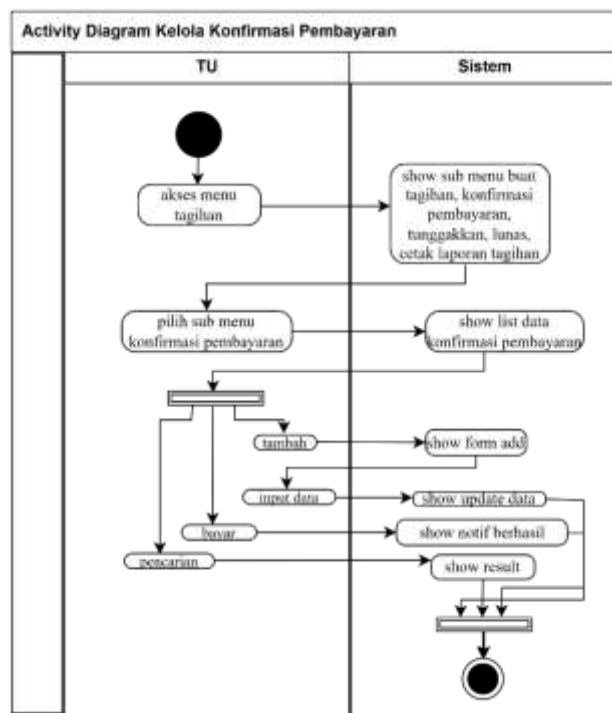 Activity Diagram Kelola Konfirmasi Pembayaran
TU
Sistem
akses menu
tagihan
show sub menu buat
tagihan, konfirmasi
pembayaran,
tunggakkan, lunas,
cetak laporan tagihan
pilih sub menu
konfirmasi pembayaran
show list data
konfirmasi pembayaran
tambah
show form add
input data
show update data
bayar
show notif berhasil
pencarian
show result